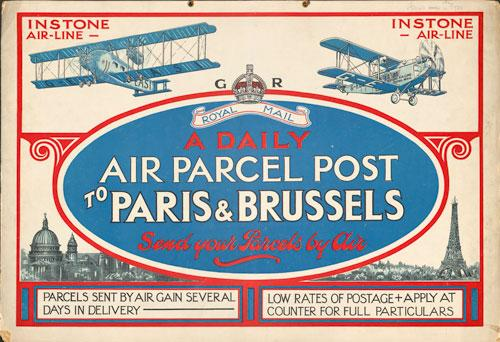 INSTONE
AIR-LINE —
INSTONE
— AIR-LINE
G R
ROYAL MAIL
A DAILY
AIR PARCEL POST
TO PARIS & BRUSSELS
Send your Parcels by Air
PARCELS SENT BY AIR GAIN SEVERAL
DAYS IN DELIVERY —
LOW RATES OF POSTAGE + APPLY AT
COUNTER FOR FULL PARTICULARS